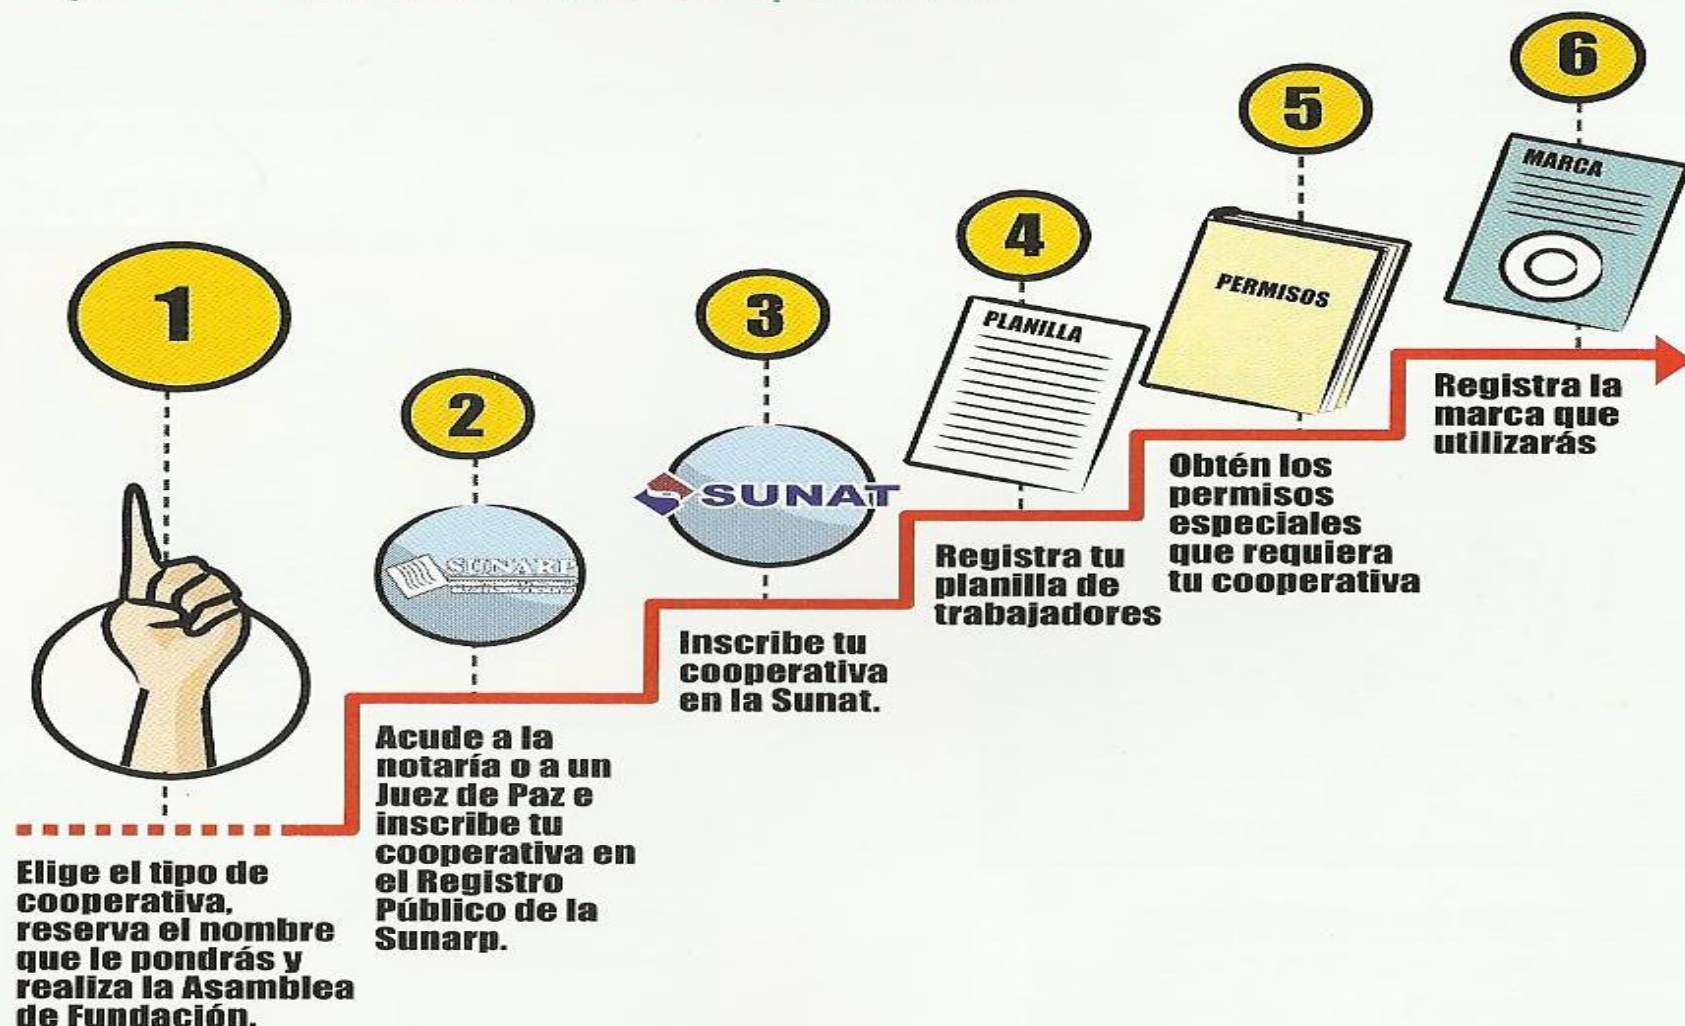 1
Elige el tipo de
cooperativa,
reserva el nombre
que le pondrás y
realiza la Asamblea
de Fundación.
2
SUNARP
Acude a la
notaría o a un
Juez de Paz e
inscribe tu
cooperativa en
el Registro
Público de la
Sunarp.
3
SUNAT
Inscribe tu
cooperativa
en la Sunat.
4
PLANILLA
Registra tu
planilla de
trabajadores
5
PERMISOS
Obtén los
permisos
especiales
que requiera
tu cooperativa
6
MARCA
Registra la
marca que
utilizarás